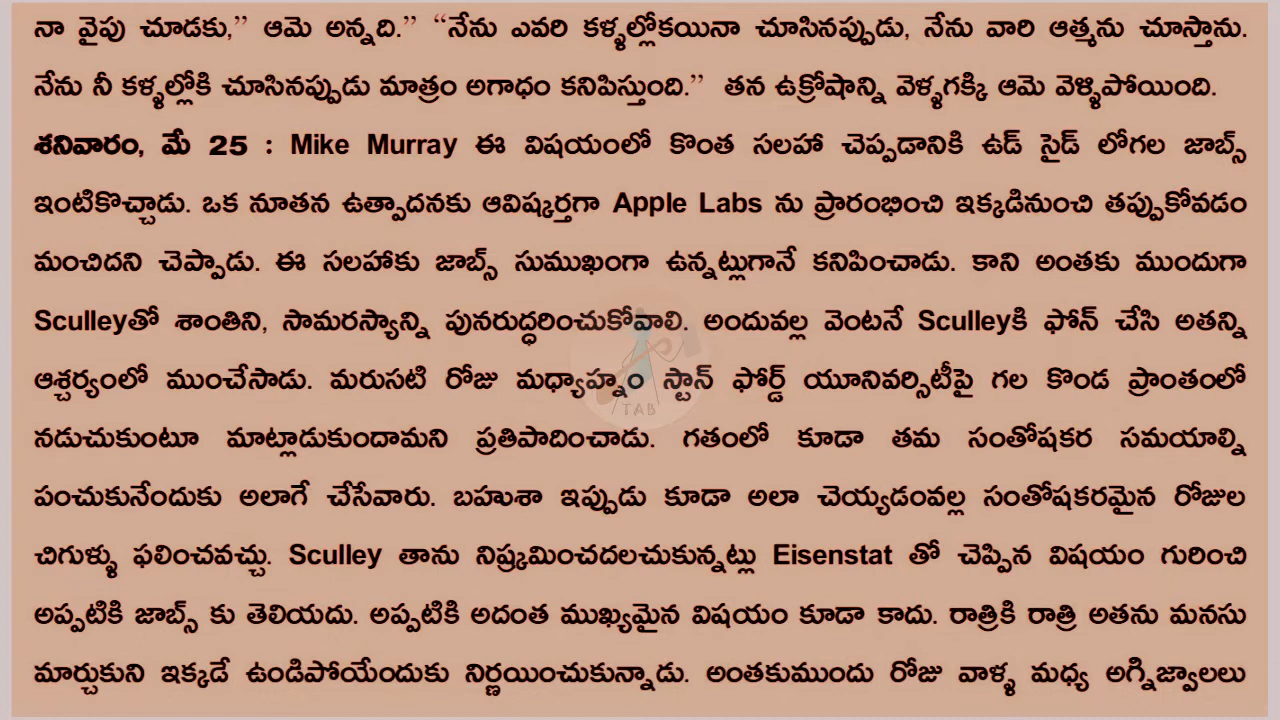 నా వైపు చూడకు,” ఆమె అన్నది.” “నేను ఎవరి కళ్ళల్లోకయినా చూసినప్పుడు, నేను వారి ఆత్మను చూస్తాను.
నేను నీ కళ్ళల్లోకి చూసినప్పుడు మాత్రం అగాధం కనిపిస్తుంది.” తన ఉక్రోషాన్ని వెళ్ళగక్కి ఆమె వెళ్ళిపోయింది.
శనివారం, మే 25 : Mike Murray ఈ విషయంలో కొంత సలహా చెప్పడానికి ఉడ్ సైడ్ లోగల జాబ్స్
ఇంటికొచ్చాడు. ఒక నూతన ఉత్పాదనకు ఆవిష్కర్తగా Apple Labs ను ప్రారంభించి ఇక్కడినుంచి తప్పుకోవడం
మంచిదని చెప్పాడు. ఈ సలహాకు జాబ్స్ సుముఖంగా ఉన్నట్లుగానే కనిపించాడు. కాని అంతకు ముందుగా
Sculleyతో శాంతిని, సామరస్యాన్ని పునరుద్ధరించుకోవాలి. అందువల్ల వెంటనే Sculleyకి ఫోన్ చేసి అతన్ని
ఆశ్చర్యంలో ముంచేసాడు. మరుసటి రోజు మధ్యాహ్నం స్టాన్ ఫోర్డ్ యూనివర్సిటీపై గల కొండ ప్రాంతంలో
నడుచుకుంటూ మాట్లాడుకుందామని ప్రతిపాదించాడు. గతంలో కూడా తమ సంతోషకర సమయాల్ని
పంచుకునేందుకు అలాగే చేసేవారు. బహుశా ఇప్పుడు కూడా అలా చెయ్యడంవల్ల సంతోషకరమైన రోజుల
చిగుళ్ళు ఫలించవచ్చు. Sculley తాను నిష్క్రమించదలచుకున్నట్లు Eisenstat తో చెప్పిన విషయం గురించి
అప్పటికి జాబ్స్ కు తెలియదు. అప్పటికి అదంత ముఖ్యమైన విషయం కూడా కాదు. రాత్రికి రాత్రి అతను మనసు
మార్చుకుని ఇక్కడే ఉండిపోయేందుకు నిర్ణయించుకున్నాడు. అంతకుముందు రోజు వాళ్ళ మధ్య అగ్నిజ్వాలలు
TAB